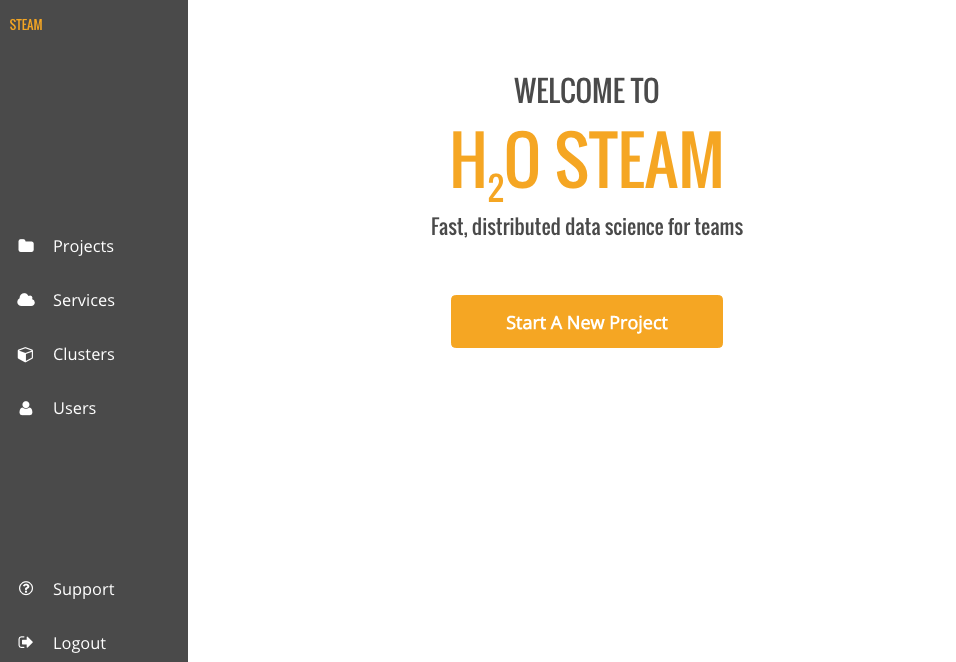 STEAM
Projects
Services
Clusters
Users
Support
Logout
WELCOME TO
H₂O STEAM
Fast, distributed data science for teams
Start A New Project